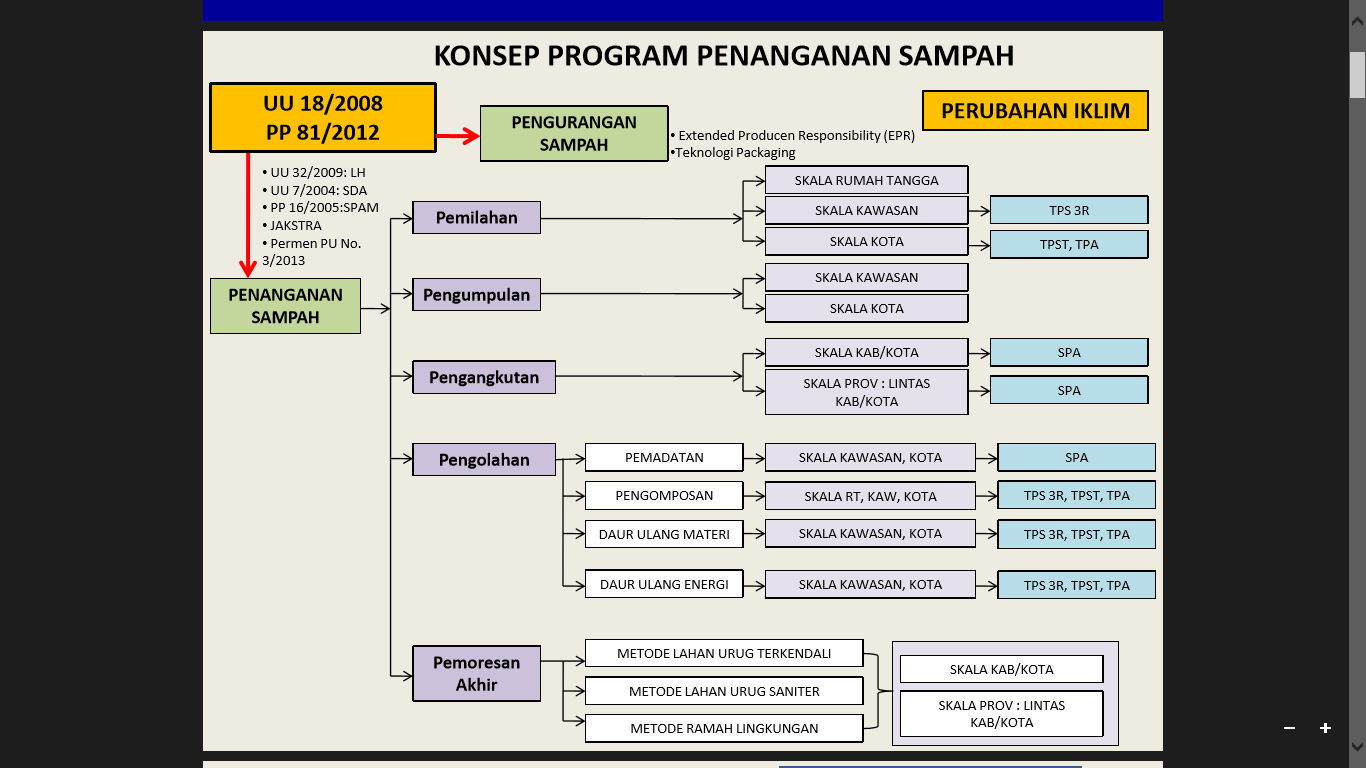 KONSEP PROGRAM PENANGANAN SAMPAH
UU 18/2008
PP 81/2012
PENGURANGAN
SAMPAH
• Extended Producen Responsibility (EPR)
•Teknologi Packaging
PERUBAHAN IKLIM
• UU 32/2009: LH
• UU 7/2004: SDA
• PP 16/2005:SPAM
• JAKSTRA
• Permen PU No.
3/2013
PENANGANAN
SAMPAH
Pemilahan
SKALA RUMAH TANGGA
SKALA KAWASAN
TPS 3R
SKALA KOTA
TPST, TPA
Pengumpulan
SKALA KAWASAN
SKALA KOTA
Pengangkutan
SKALA KAB/KOTA
SPA
SKALA PROV : LINTAS
KAB/KOTA
SPA
Pengolahan
PEMADATAN
SKALA KAWASAN, KOTA
SPA
PENGOMPOSAN
SKALA RT, KAW, KOTA
TPS 3R, TPST, TPA
DAUR ULANG MATERI
SKALA KAWASAN, KOTA
TPS 3R, TPST, TPA
DAUR ULANG ENERGI
SKALA KAWASAN, KOTA
TPS 3R, TPST, TPA
Pemoresan
Akhir
METODE LAHAN URUG TERKENDALI
METODE LAHAN URUG SANITER
METODE RAMAH LINGKUNGAN
SKALA KAB/KOTA
SKALA PROV : LINTAS
KAB/KOTA